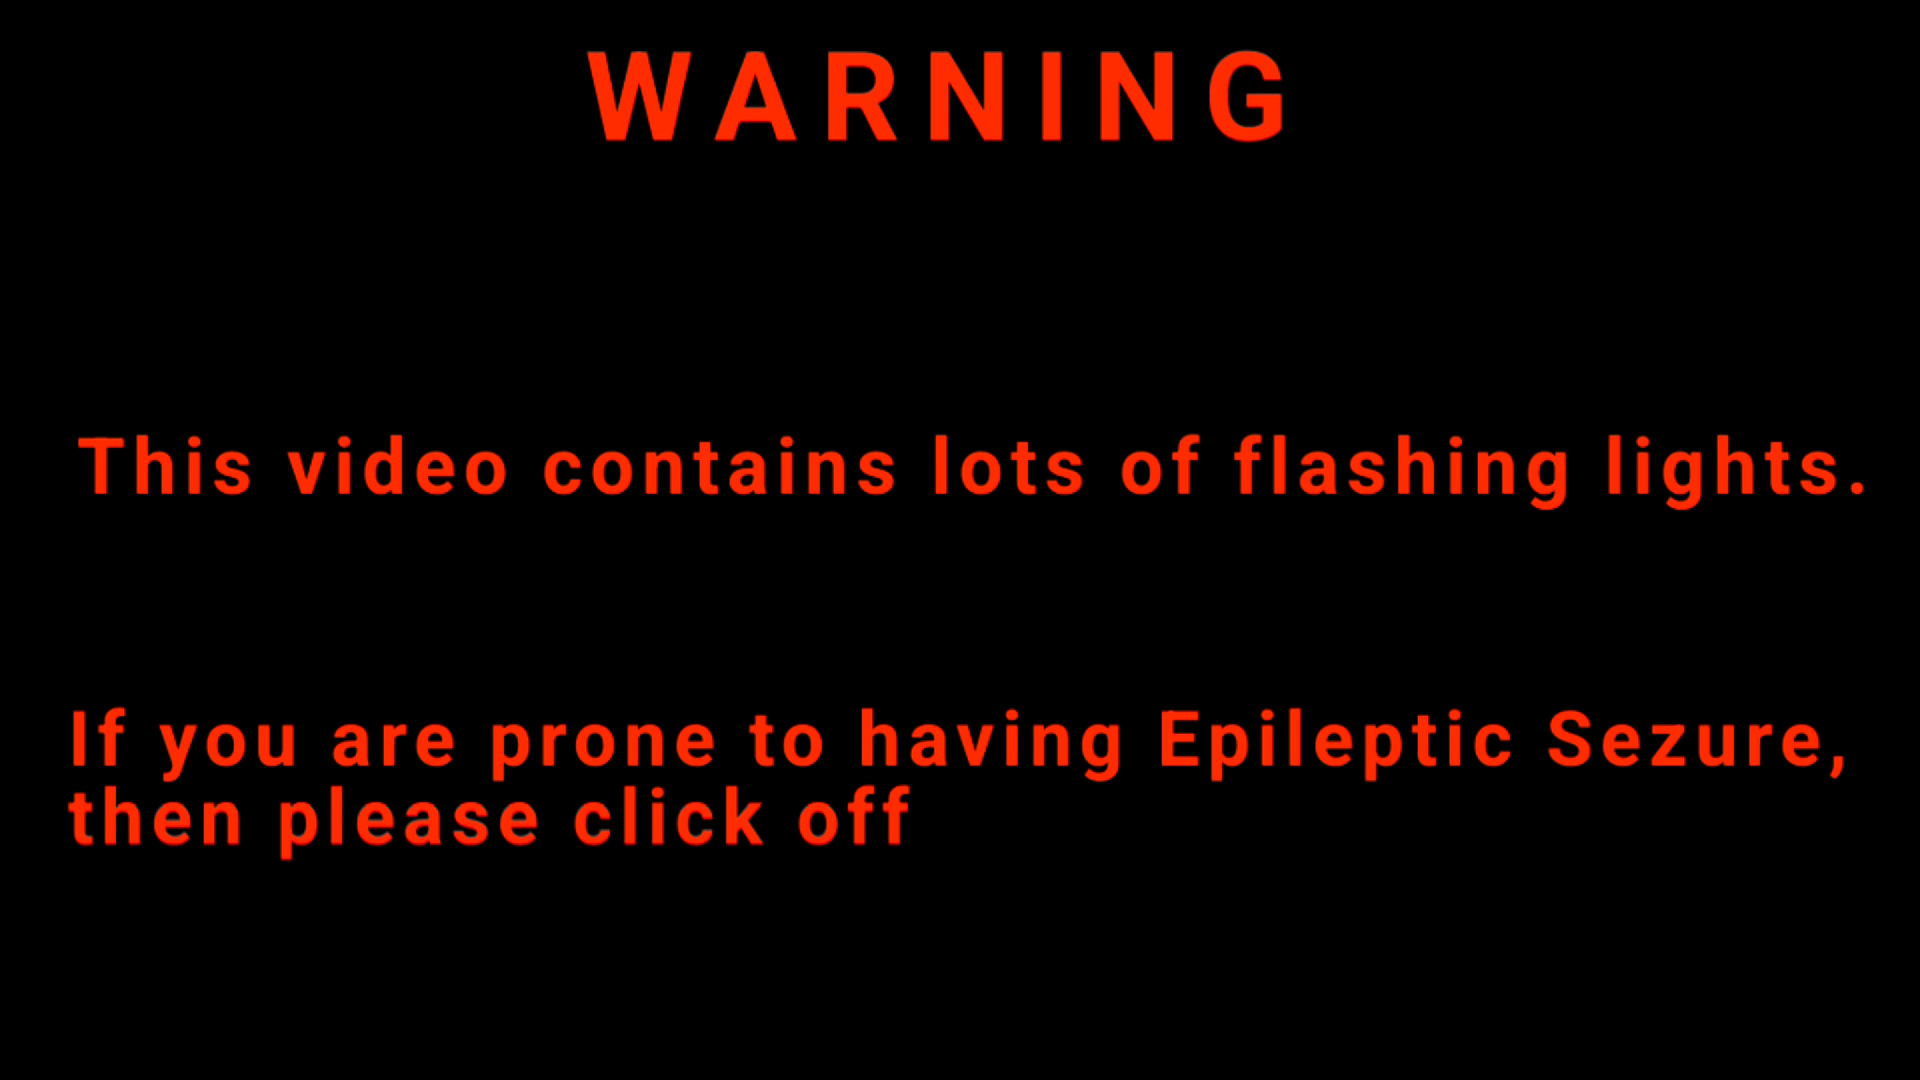 WARNING
This video contains lots of flashing lights.
If you are prone to having Epileptic Sezure,
then please click off